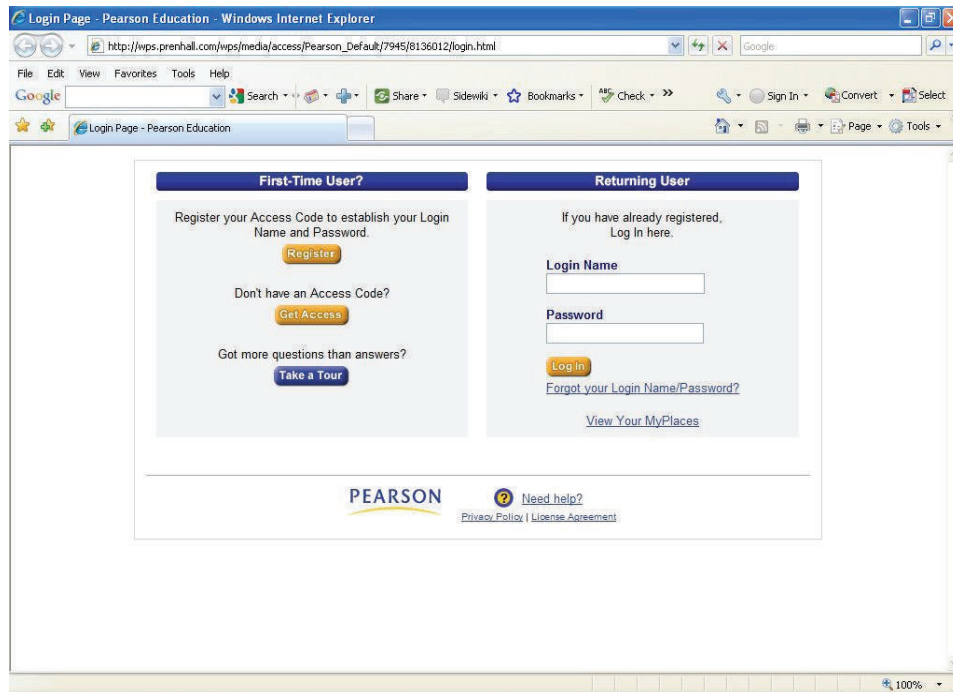 Login Page - Pearson Education - Windows Internet Explorer
http://wps.prenhall.com/wps/media/access/Pearson_Default/7945/8136012/login.html
Google
File Edit View Favorites Tools Help
Google Search Share Sidewiki Bookmarks Check Sign In Convert Select
Login Page - Pearson Education
Page Tools
First-Time User?
Register your Access Code to establish your Login
Name and Password.
Register
Don't have an Access Code?
Get Access
Got more questions than answers?
Take a Tour
Returning User
If you have already registered,
Log In here.
Login Name
Password
Log In
Forgot your Login Name/Password?
View Your MyPlaces
PEARSON
Need help?
Privacy Policy | License Agreement
100%